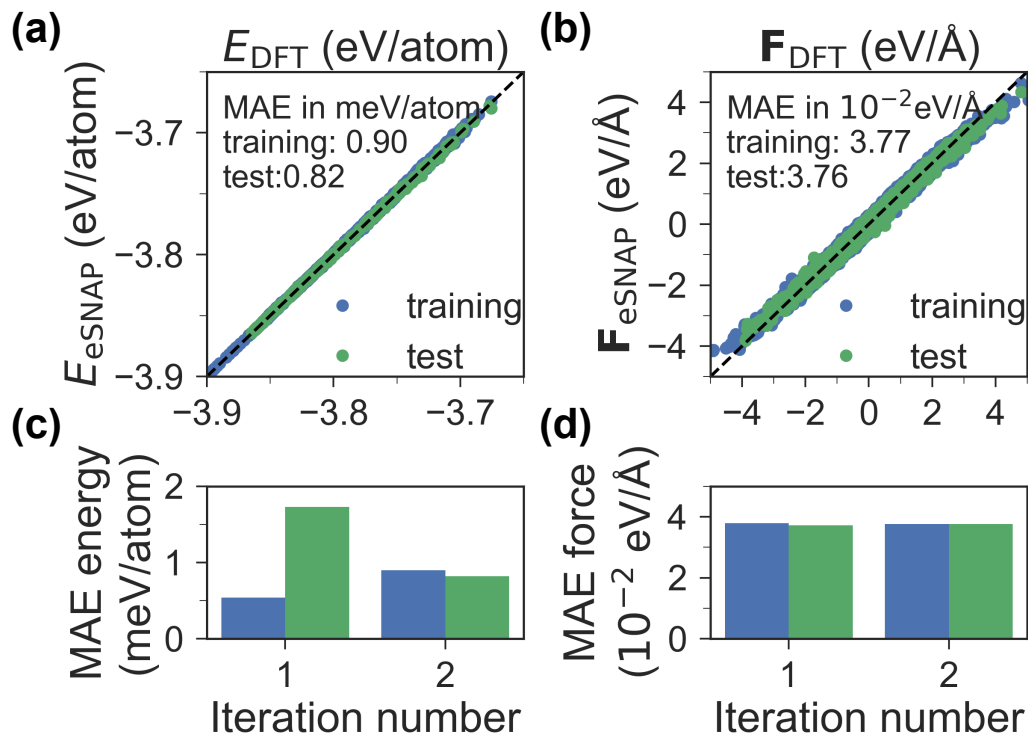 (a)
E_DFT (eV/atom)
E_eSNAP (eV/atom)
MAE in meV/atom
training: 0.90
test:0.82
−3.7
−3.8
−3.9
training
test
−3.9 −3.8 −3.7
(b)
F_DFT (eV/Å)
F_eSNAP (eV/Å)
MAE in 10⁻² eV/Å
training: 3.77
test:3.76
4
2
0
−2
−4
training
test
−4 −2 0 2 4
(c)
MAE energy
(meV/atom)
2
1
0
1 2
Iteration number
(d)
MAE force
(10⁻² eV/Å)
4
2
0
1 2
Iteration number